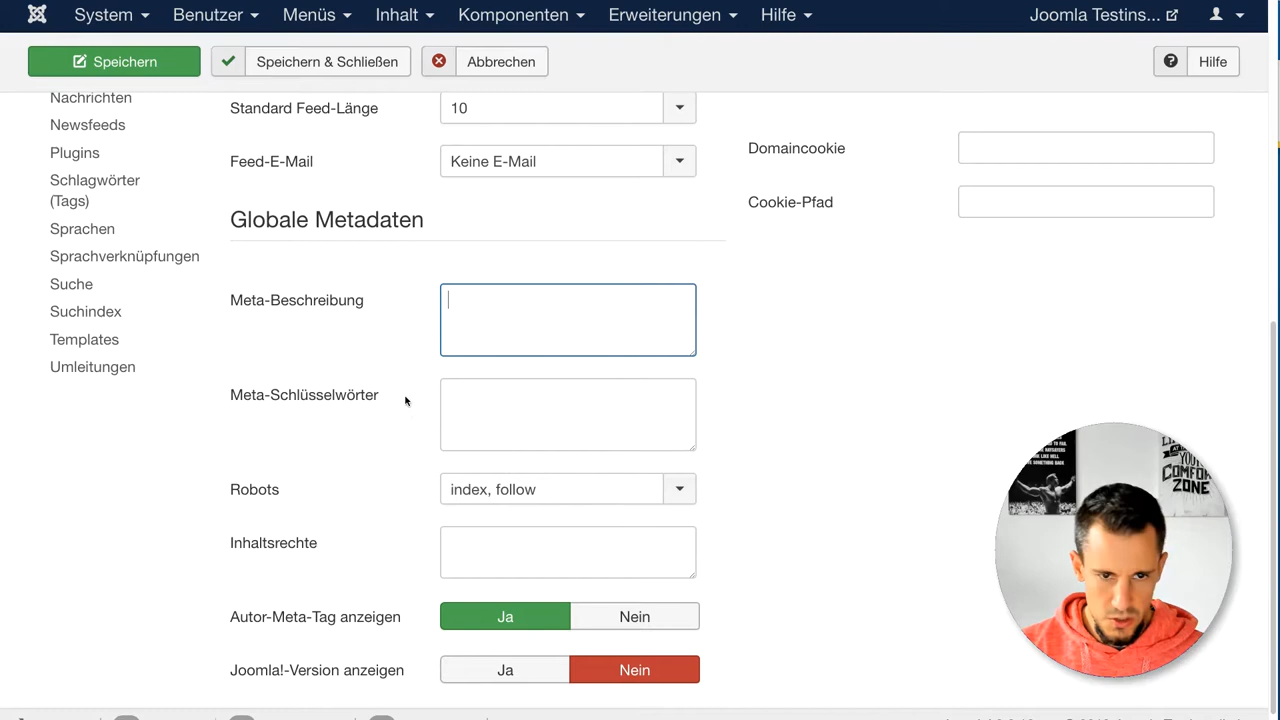 System Benutzer Menüs Inhalt Komponenten Erweiterungen Hilfe Joomla Testins...
Speichern Speichern & Schließen Abbrechen Hilfe
Nachrichten
Newsfeeds
Plugins
Schlagwörter
(Tags)
Sprachen
Sprachverknüpfungen
Suche
Suchindex
Templates
Umleitungen
Standard Feed-Länge 10
Feed-E-Mail Keine E-Mail
Globale Metadaten
Meta-Beschreibung
Meta-Schlüsselwörter
Robots index, follow
Inhaltsrechte
Autor-Meta-Tag anzeigen Ja Nein
Joomla!-Version anzeigen Ja Nein
Domaincookie
Cookie-Pfad
COMFORT
ZONE